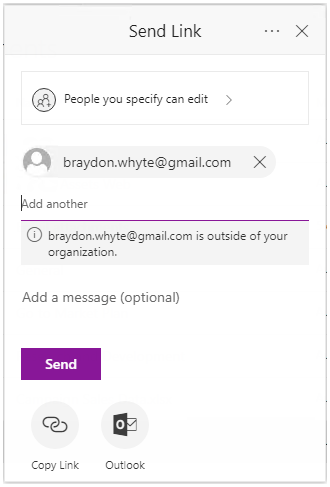 Send Link
People you specify can edit
braydon.whyte@gmail.com
Add another
braydon.whyte@gmail.com is outside of your
organization.
Add a message (optional)
Send
Copy Link
Outlook